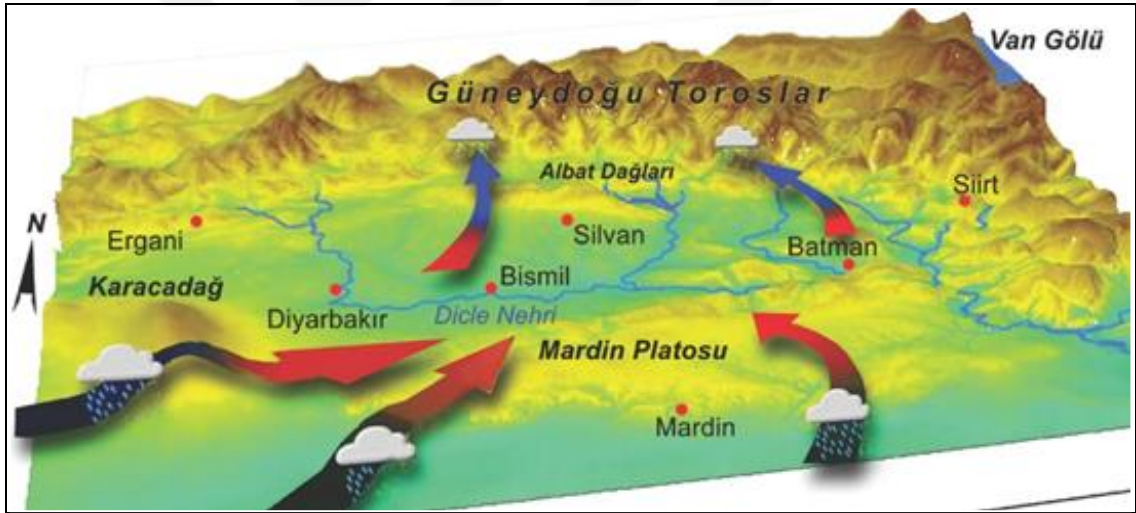 Van Gölü
Güneydoğu Toroslar
Albat Dağları
Siirt
N
Ergani
Silvan
Batman
Karacadağ
Bismil
Diyarbakır
Dicle Nehri
Mardin Platosu
Mardin